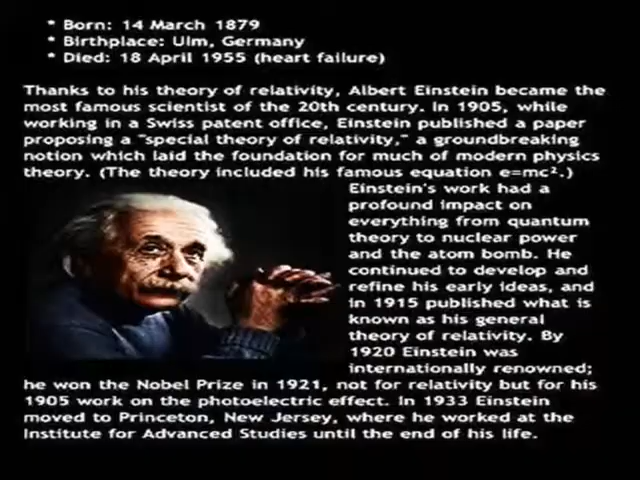 * Born: 14 March 1879
* Birthplace: Ulm, Germany
* Died: 18 April 1955 (heart failure)
Thanks to his theory of relativity, Albert Einstein became the
most famous scientist of the 20th century. In 1905, while
working in a Swiss patent office, Einstein published a paper
proposing a "special theory of relativity," a groundbreaking
notion which laid the foundation for much of modern physics
theory. (The theory included his famous equation e=mc².)
Einstein's work had a
profound impact on
everything from quantum
theory to nuclear power
and the atom bomb. He
continued to develop and
refine his early ideas, and
in 1915 published what is
known as his general
theory of relativity. By
1920 Einstein was
internationally renowned;
he won the Nobel Prize in 1921, not for relativity but for his
1905 work on the photoelectric effect. In 1933 Einstein
moved to Princeton, New Jersey, where he worked at the
Institute for Advanced Studies until the end of his life.